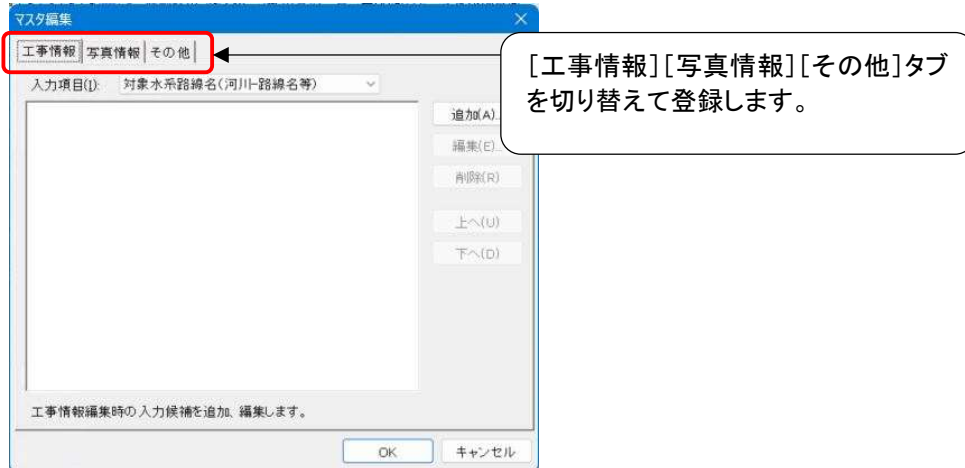 マスタ編集
工事情報 写真情報 その他
[工事情報][写真情報][その他]タブ
を切り替えて登録します。
入力項目(I): 対象水系路線名(河川-路線名等)
追加(A)...
編集(E)...
削除(R)
上へ(U)
下へ(D)
工事情報編集時の入力候補を追加、編集します。
OK キャンセル